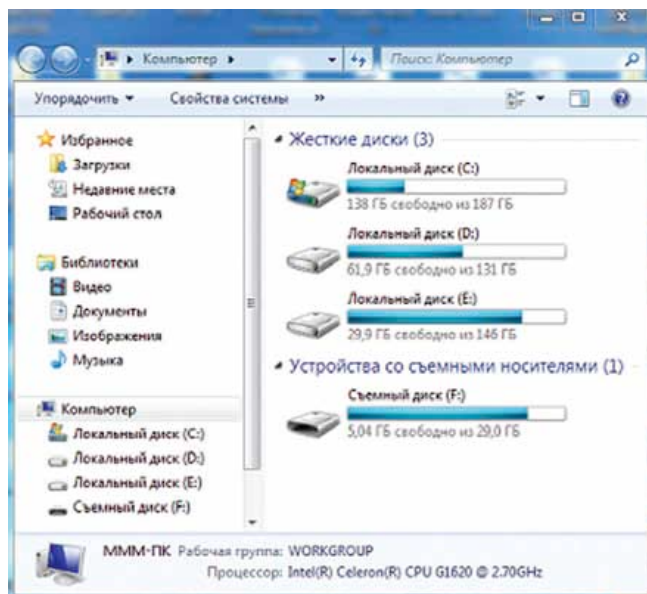 Компьютер
Поиск: Компьютер
Упорядочить
Свойства системы »
Избранное
Загрузки
Недавние места
Рабочий стол
Библиотеки
Видео
Документы
Изображения
Музыка
Компьютер
Локальный диск (C:)
Локальный диск (D:)
Локальный диск (E:)
Съемный диск (F:)
Жесткие диски (3)
Локальный диск (C:)
138 ГБ свободно из 187 ГБ
Локальный диск (D:)
61,9 ГБ свободно из 131 ГБ
Локальный диск (E:)
29,9 ГБ свободно из 146 ГБ
Устройства со съемными носителями (1)
Съемный диск (F:)
5,04 ГБ свободно из 29,0 ГБ
МММ-ПК Рабочая группа: WORKGROUP
Процессор: Intel(R) Celeron(R) CPU G1620 @ 2.70GHz